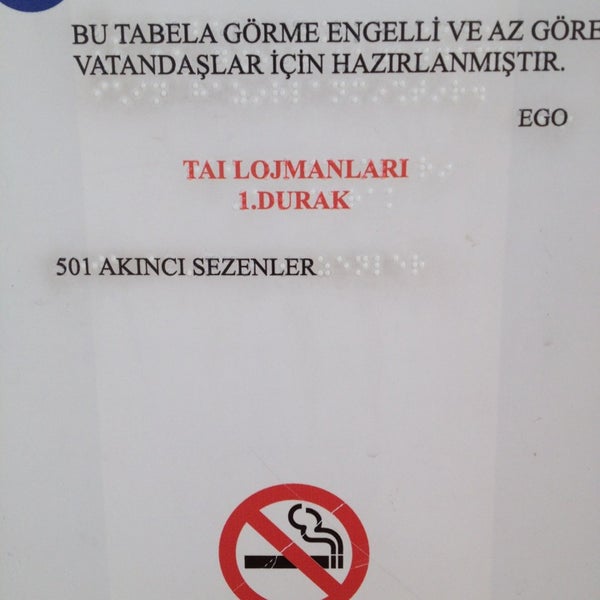 BU TABELA GÖRME ENGELLİ VE AZ GÖRE
VATANDAŞLAR İÇİN HAZIRLANMIŞTIR.
EGO
TAI LOJMANLARI
1.DURAK
501 AKINCI SEZENLER